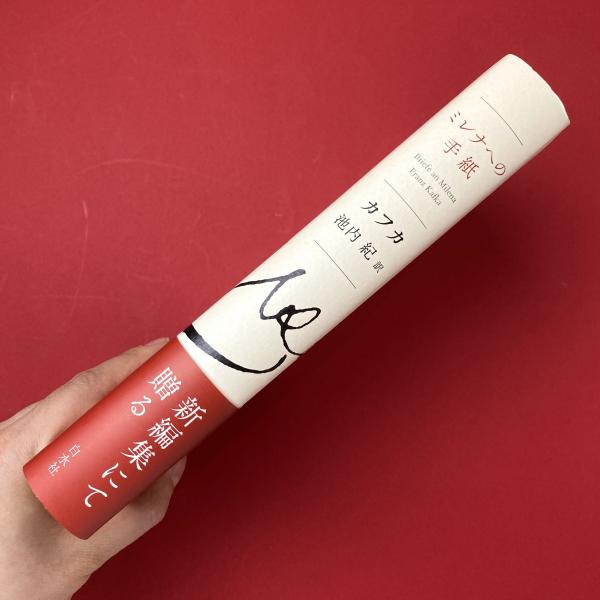 ミレナへの
手紙
Briefe an Milena
Franz Kafka
カフカ
池内 紀 訳
新編集にて
贈る
白水社